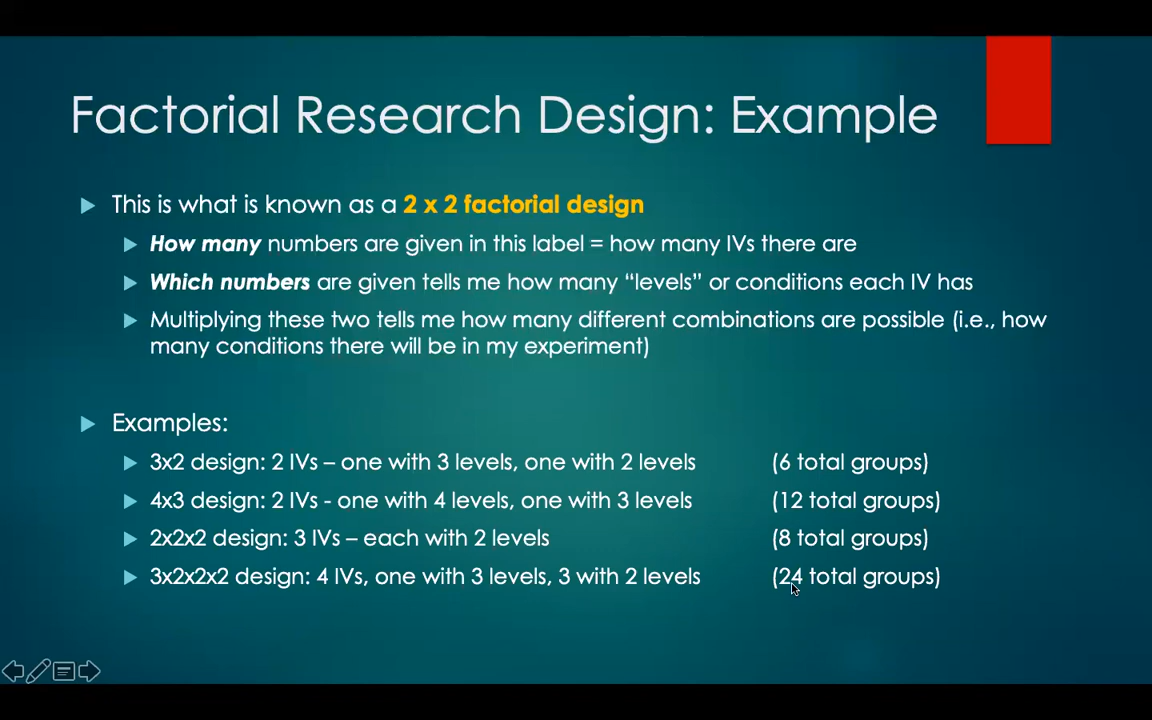 Factorial Research Design: Example
This is what is known as a 2 x 2 factorial design
How many numbers are given in this label = how many IVs there are
Which numbers are given tells me how many “levels” or conditions each IV has
Multiplying these two tells me how many different combinations are possible (i.e., how
many conditions there will be in my experiment)
Examples:
3x2 design: 2 IVs – one with 3 levels, one with 2 levels (6 total groups)
4x3 design: 2 IVs - one with 4 levels, one with 3 levels (12 total groups)
2x2x2 design: 3 IVs – each with 2 levels (8 total groups)
3x2x2x2 design: 4 IVs, one with 3 levels, 3 with 2 levels (24 total groups)